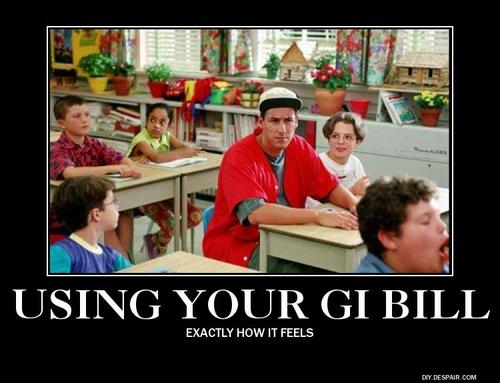 USING YOUR GI BILL
EXACTLY HOW IT FEELS
DIY.DESPAIR.COM